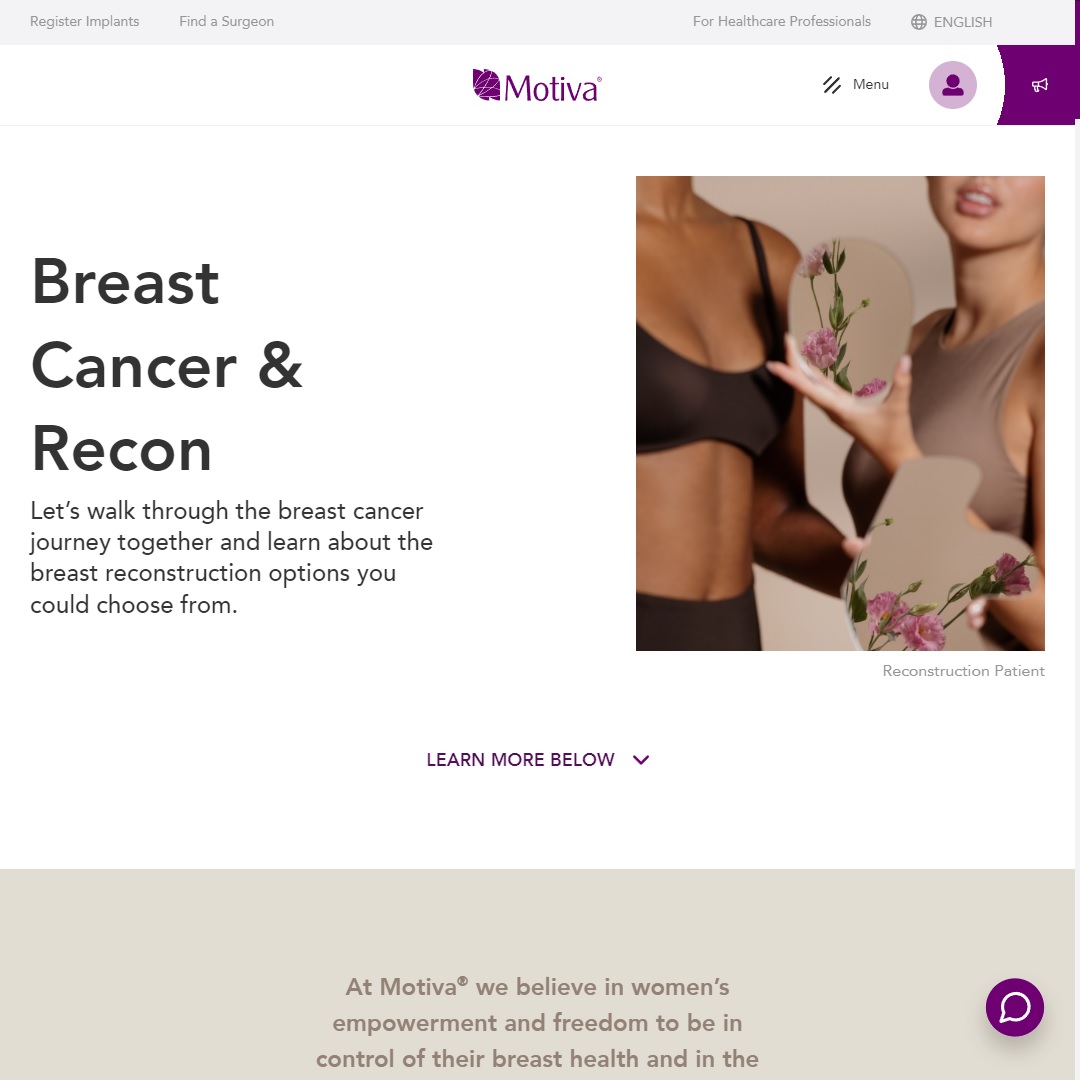 Register Implants
Find a Surgeon
For Healthcare Professionals
ENGLISH
Motiva®
Menu
Breast
Cancer &
Recon
Let’s walk through the breast cancer
journey together and learn about the
breast reconstruction options you
could choose from.
Reconstruction Patient
LEARN MORE BELOW
At Motiva® we believe in women’s
empowerment and freedom to be in
control of their breast health and in the